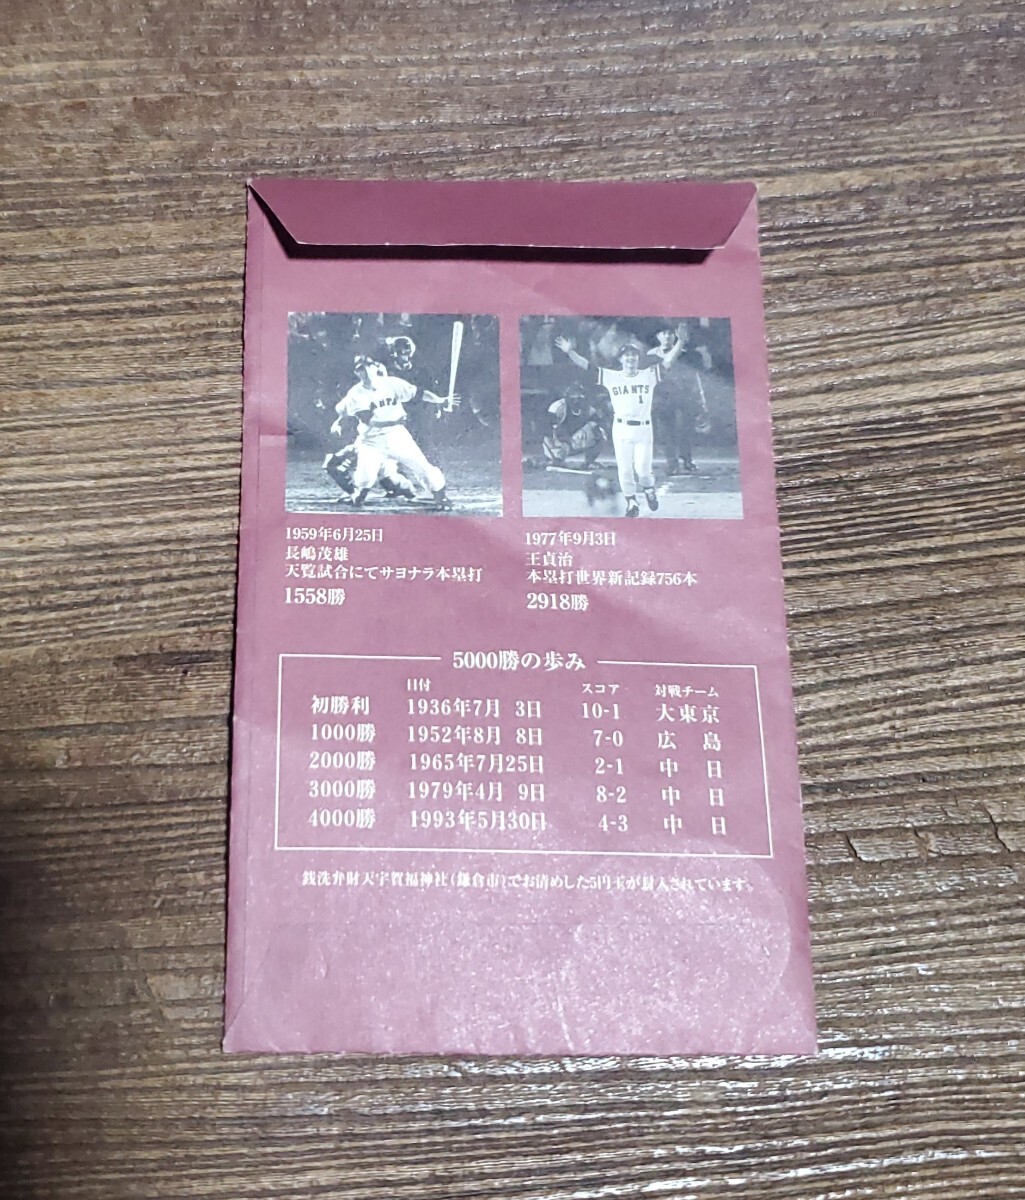 ANTS
GIANTS
1
1959年6月25日
長嶋茂雄
天覧試合にてサヨナラ本塁打
1558勝
1977年9月3日
王貞治
本塁打世界新記録756本
2918勝
5000勝の歩み
日付 スコア 対戦チーム
初勝利 1936年7月 3日 10-1 大東京
1000勝 1952年8月 8日 7-0 広島
2000勝 1965年7月25日 2-1 中日
3000勝 1979年4月 9日 8-2 中日
4000勝 1993年5月30日 4-3 中日
銭洗弁財天宇賀福神社(鎌倉市)でお清めした5円玉が封入されています。